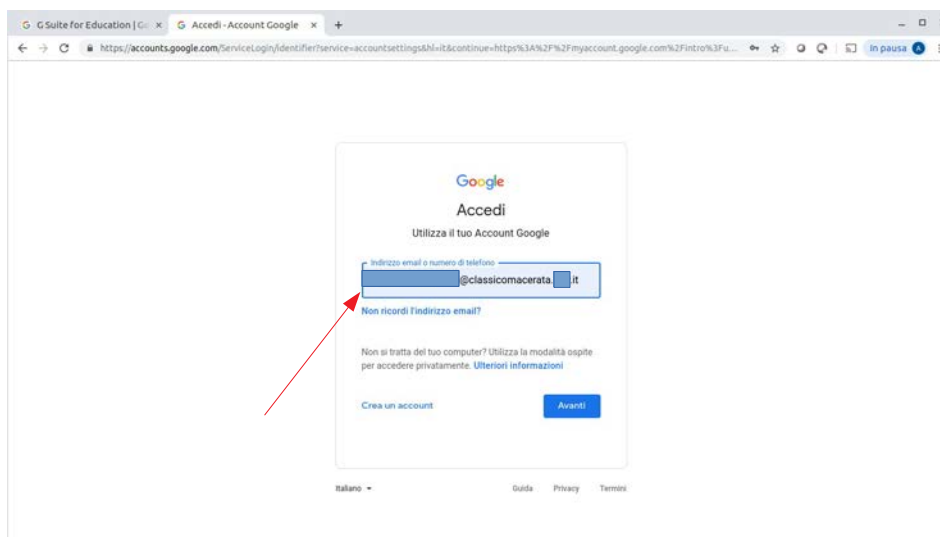 G Suite for Education | G
Accedi - Account Google
https://accounts.google.com/ServiceLogin/identifier?service=accountsettings&hl=it&continue=https%3A%2F%2Fmyaccount.google.com%2Fintro%3Fu...
In pausa
A
Google
Accedi
Utilizza il tuo Account Google
Indirizzo email o numero di telefono
@classicomacerata. .it
Non ricordi l'indirizzo email?
Non si tratta del tuo computer? Utilizza la modalità ospite
per accedere privatamente. Ulteriori informazioni
Crea un account
Avanti
Italiano
Guida Privacy Termini